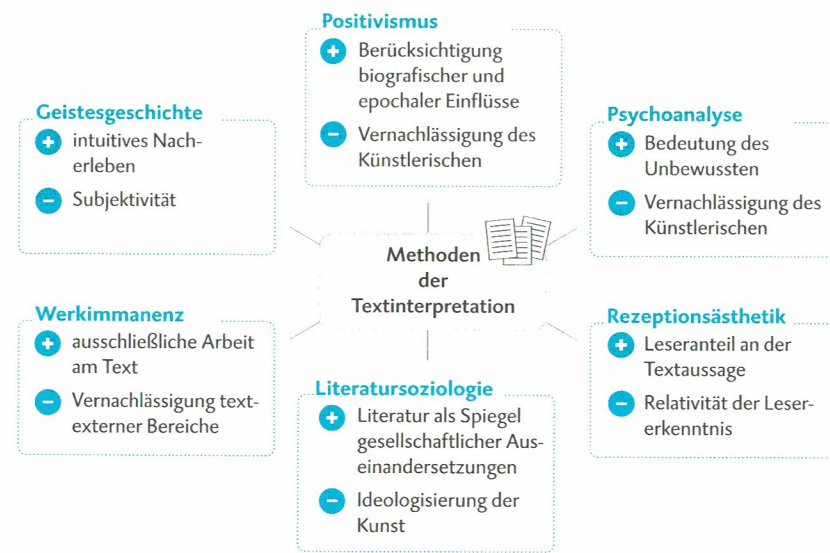 Positivismus
+ Berücksichtigung
biografischer und
epochaler Einflüsse
− Vernachlässigung des
Künstlerischen
Geistesgeschichte
+ intuitives Nach-
erleben
− Subjektivität
Psychoanalyse
+ Bedeutung des
Unbewussten
− Vernachlässigung des
Künstlerischen
Methoden
der
Textinterpretation
Werkimmanenz
+ ausschließliche Arbeit
am Text
− Vernachlässigung text-
externer Bereiche
Literatursoziologie
+ Literatur als Spiegel
gesellschaftlicher Aus-
einandersetzungen
− Ideologisierung der
Kunst
Rezeptionsästhetik
+ Leseranteil an der
Textaussage
− Relativität der Leser-
erkenntnis